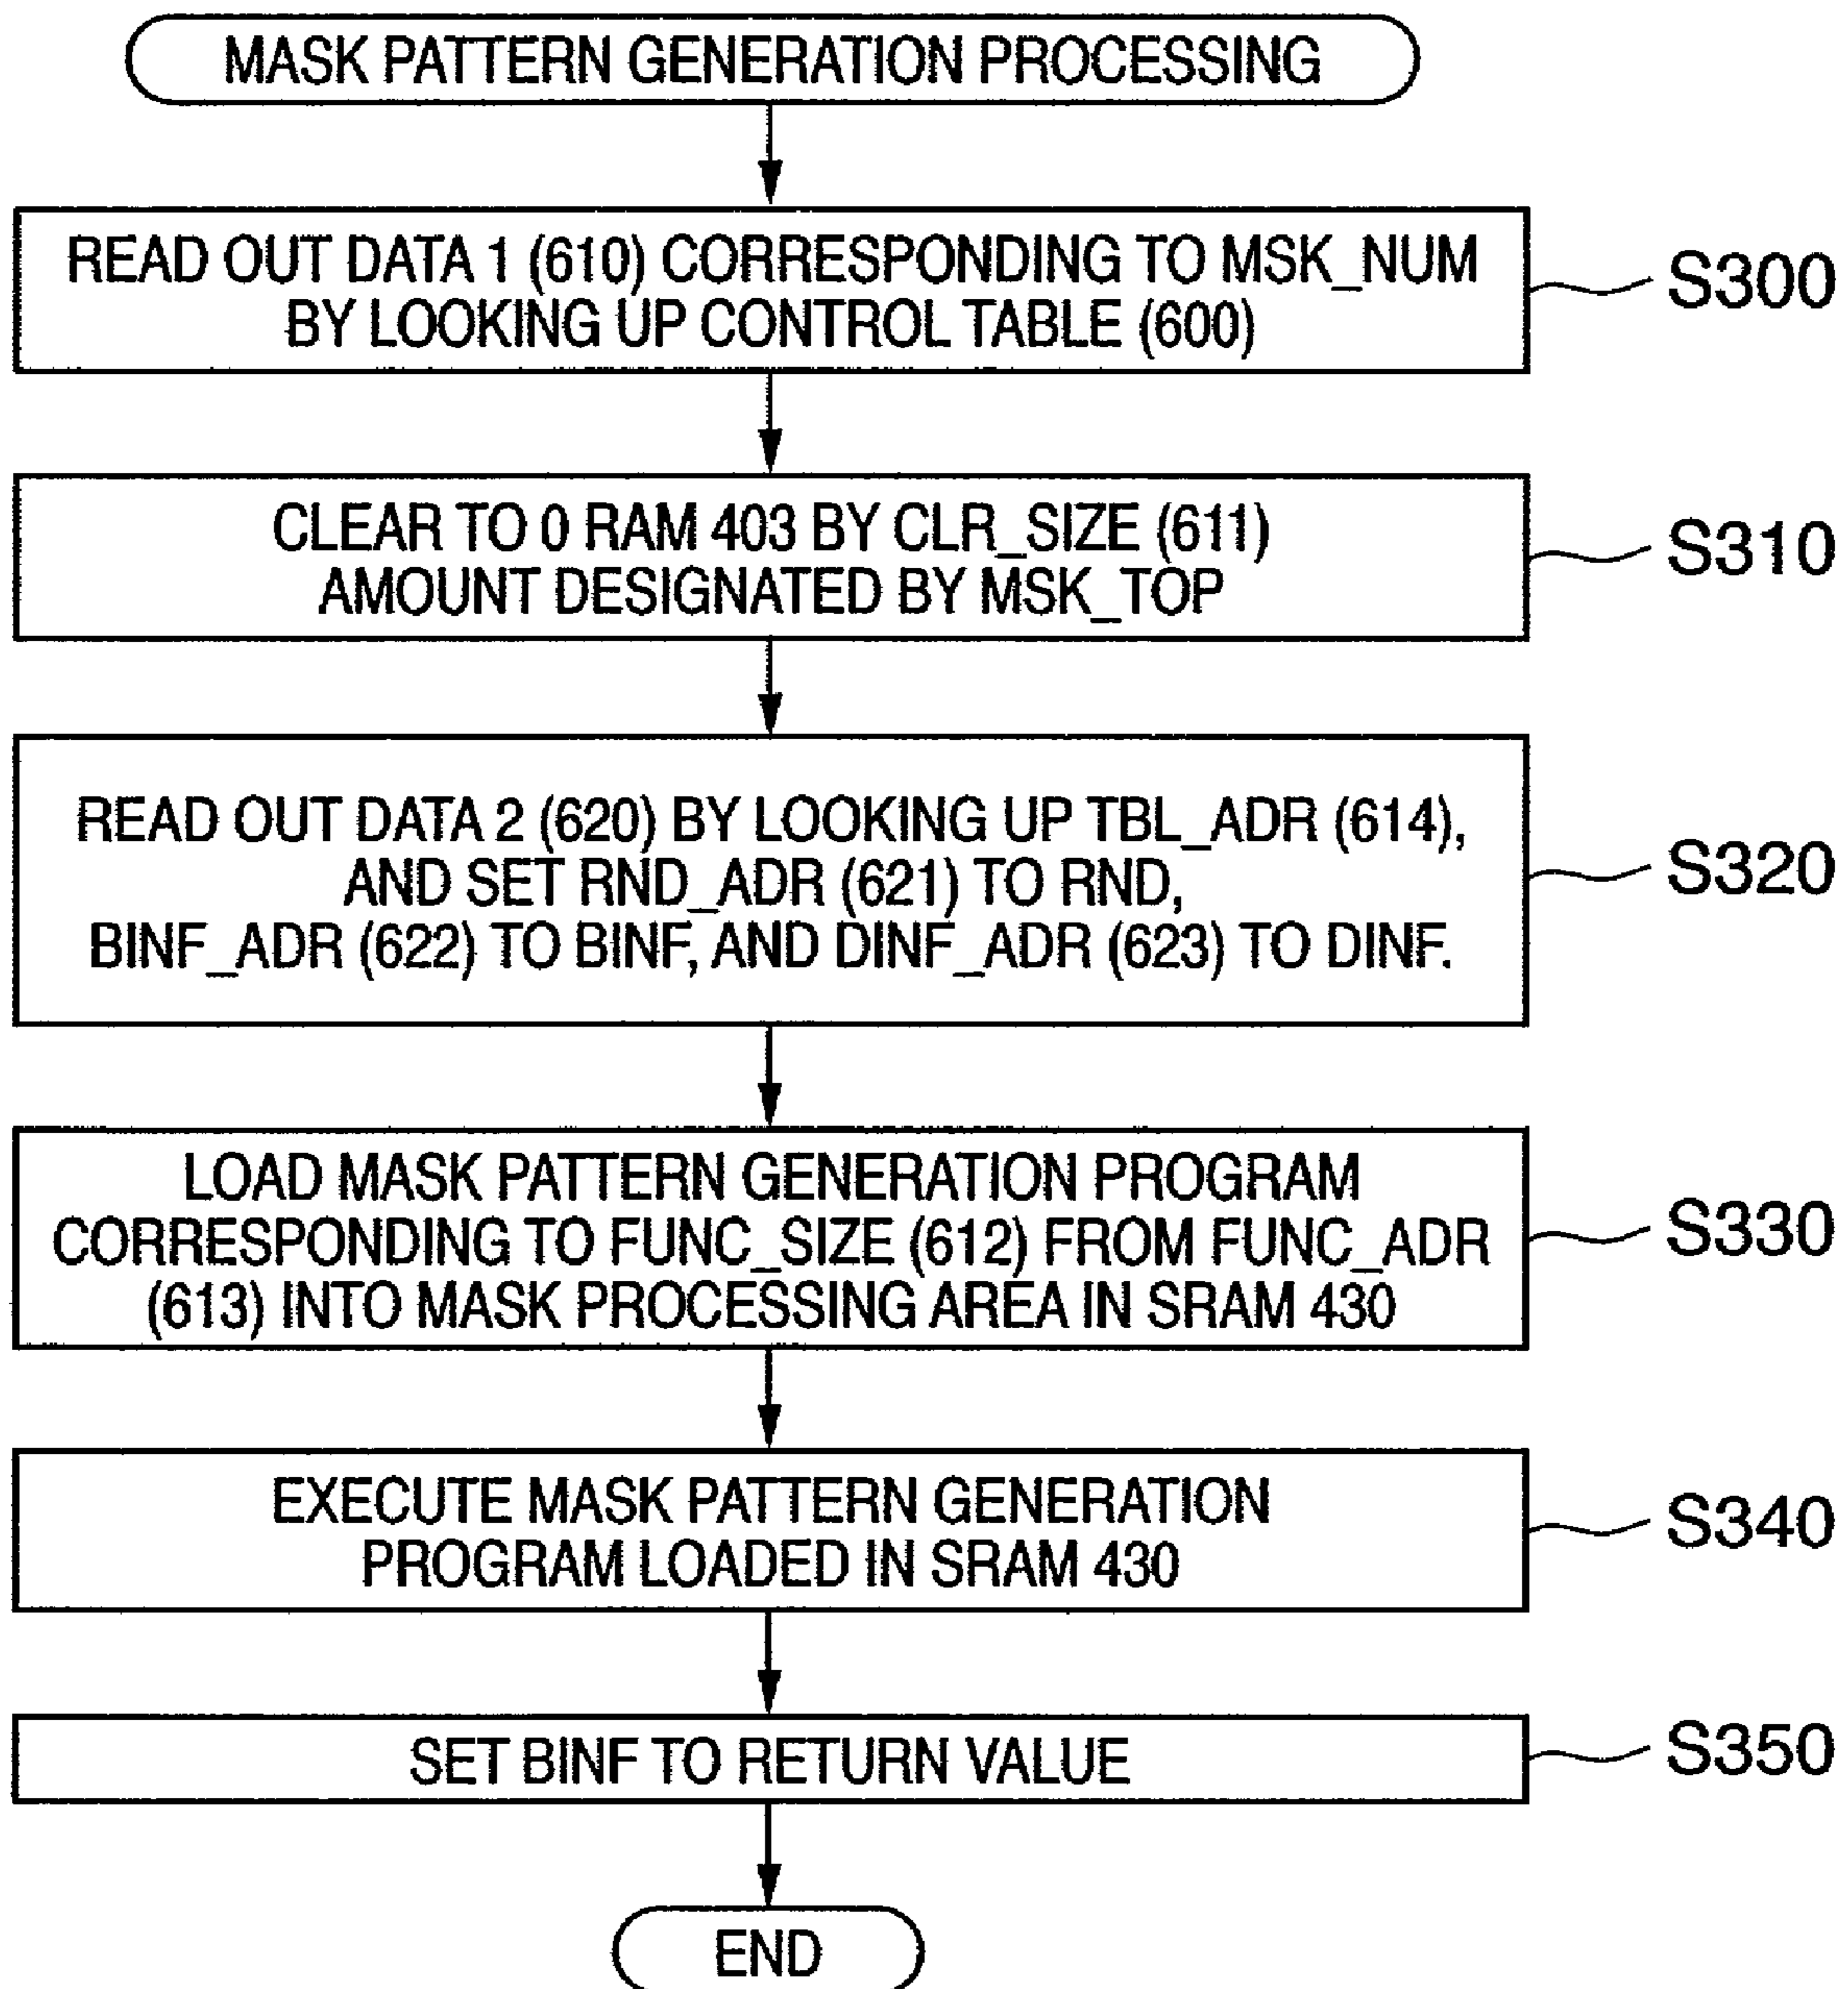 MASK PATTERN GENERATION PROCESSING
READ OUT DATA 1 (610) CORRESPONDING TO MSK_NUM
BY LOOKING UP CONTROL TABLE (600)
S300
CLEAR TO 0 RAM 403 BY CLR_SIZE (611)
AMOUNT DESIGNATED BY MSK_TOP
S310
READ OUT DATA 2 (620) BY LOOKING UP TBL_ADR (614),
AND SET RND_ADR (621) TO RND,
BINF_ADR (622) TO BINF, AND DINF_ADR (623) TO DINF.
S320
LOAD MASK PATTERN GENERATION PROGRAM
CORRESPONDING TO FUNC_SIZE (612) FROM FUNC_ADR
(613) INTO MASK PROCESSING AREA IN SRAM 430
S330
EXECUTE MASK PATTERN GENERATION
PROGRAM LOADED IN SRAM 430
S340
SET BINF TO RETURN VALUE
S350
END